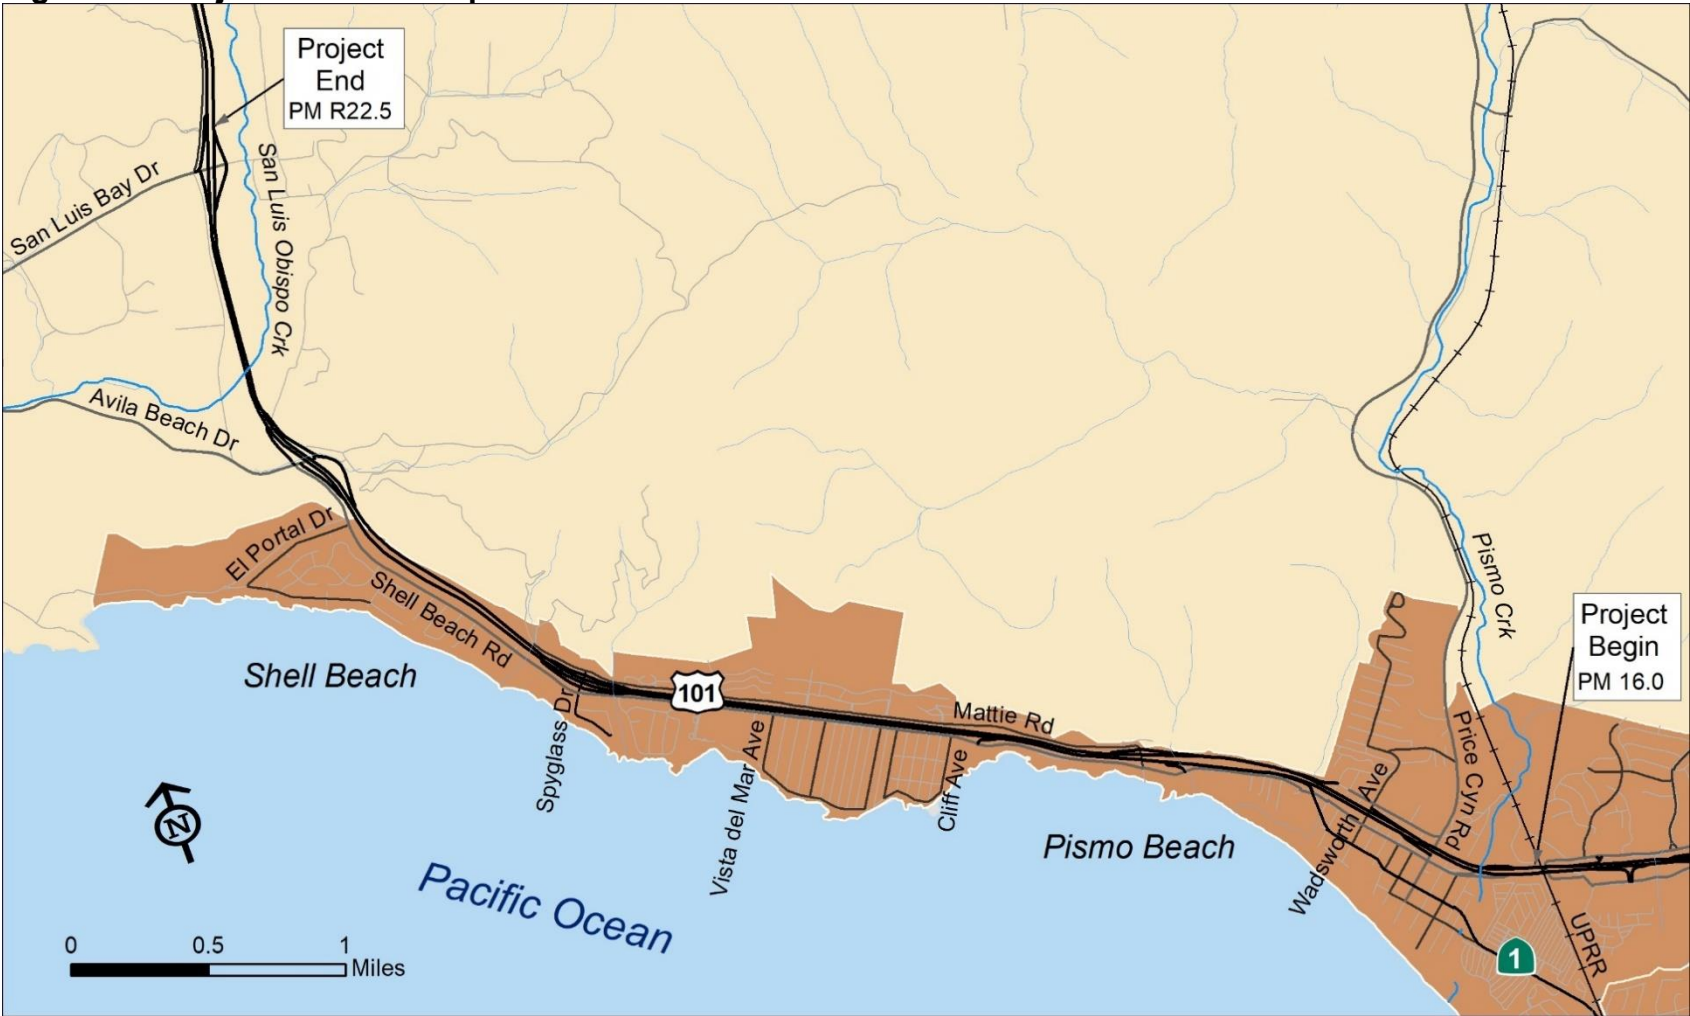 Project
End
PM R22.5
San Luis Bay Dr
San Luis Obispo Crk
Avila Beach Dr
El Portal Dr
Shell Beach Rd
Shell Beach
Spyglass Dr
101
Vista del Mar Ave
Mattie Rd
Cliff Ave
Pismo Beach
Wadsworth Ave
Price Cyn Rd
Pismo Crk
Project
Begin
PM 16.0
UPRR
1
N
Pacific Ocean
0 0.5 1
Miles